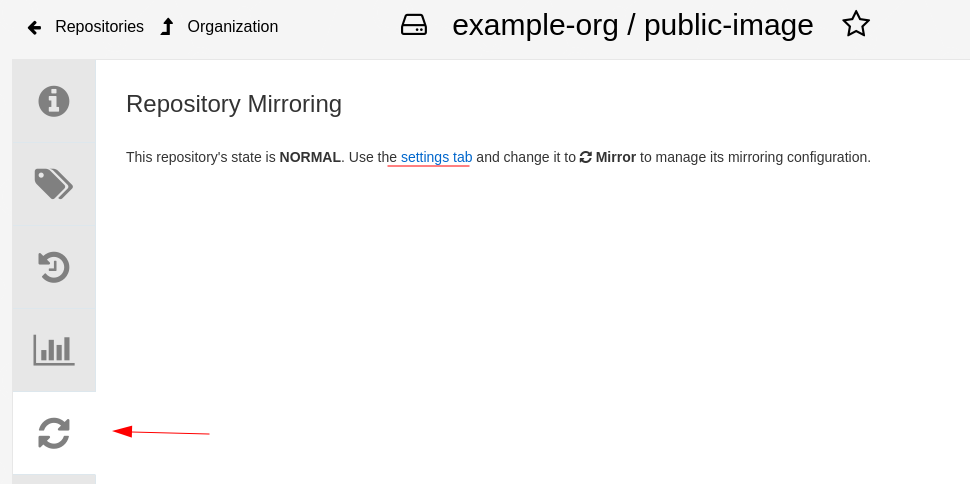 Repositories Organization example-org / public-image
Repository Mirroring
This repository's state is NORMAL. Use the settings tab and change it to Mirror to manage its mirroring configuration.